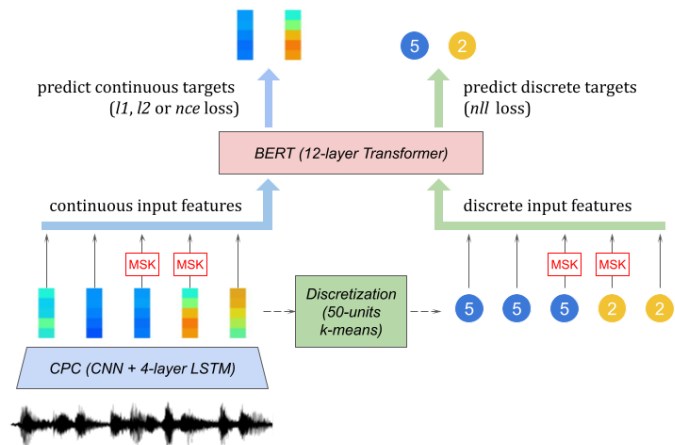 5 2
predict continuous targets
(l1, l2 or nce loss)
predict discrete targets
(nll loss)
BERT (12-layer Transformer)
continuous input features
discrete input features
MSK MSK
MSK MSK
Discretization
(50-units
k-means)
5 5 5 2 2
CPC (CNN + 4-layer LSTM)